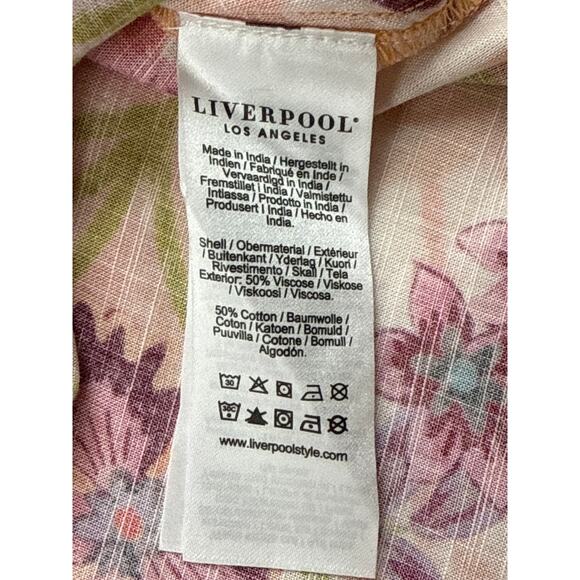 LIVERPOOL®
LOS ANGELES
Made in India / Hergestellt in
Indien / Fabriqué en Inde /
Vervaardigd in India /
Fremstillet i India / Valmistettu
Intiassa / Prodotto in India /
Produsert i India / Hecho en
India.
Shell / Obermaterial / Extérieur
/ Buitenkant / Yderlag / Kuori /
Rivestimento / Skall / Tela
Exterior: 50% Viscose / Viskose
/ Viskoosi / Viscosa.
50% Cotton / Baumwolle /
Coton / Katoen / Bomuld /
Puuvilla / Cotone / Bomull /
Algodón.
30
30C
www.liverpoolstyle.com